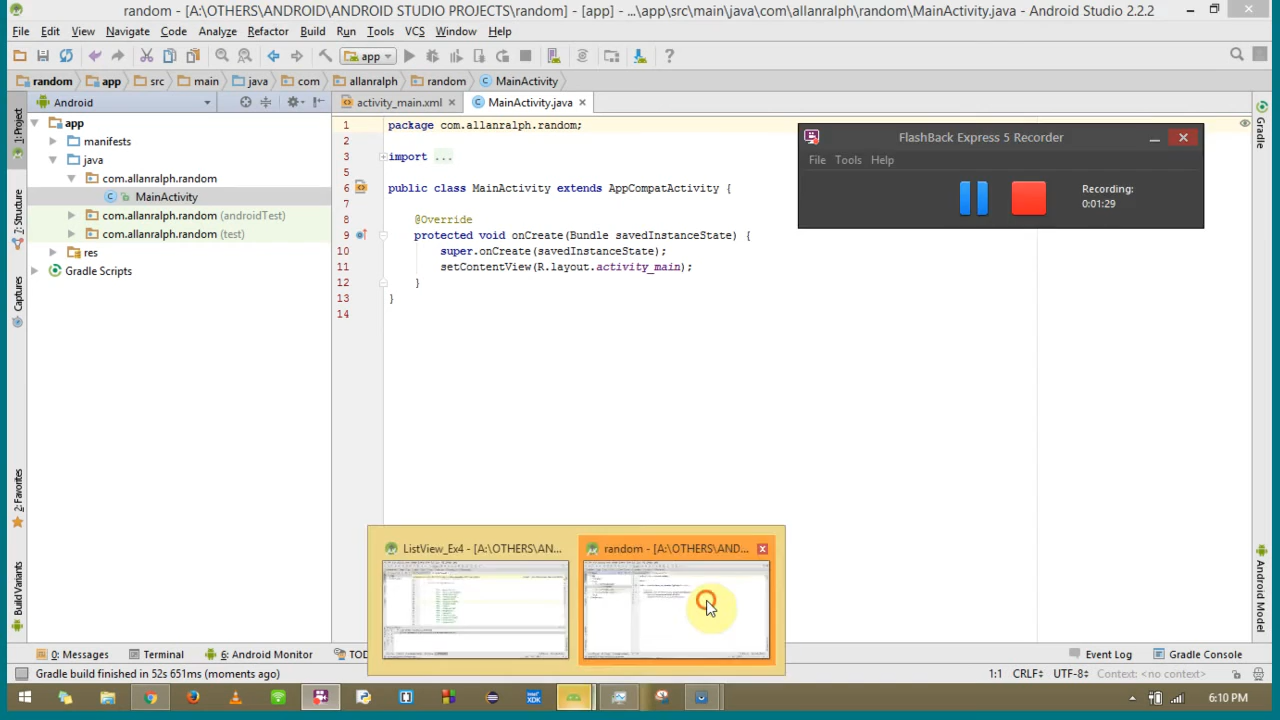 random - [A:\OTHERS\ANDROID\ANDROID STUDIO PROJECTS\random] - [app] - ...\app\src\main\java\com\allanralph\random\MainActivity.java - Android Studio 2.2.2
File Edit View Navigate Code Analyze Refactor Build Run Tools VCS Window Help
app
random app src main java com allanralph random MainActivity
Android
activity_main.xml MainActivity.java
1: Project
7: Structure
Captures
2: Favorites
Build Variants
app
manifests
java
com.allanralph.random
MainActivity
com.allanralph.random (androidTest)
com.allanralph.random (test)
res
Gradle Scripts
1 package com.allanralph.random;
2
3 import ...
5
6 public class MainActivity extends AppCompatActivity {
7
8 @Override
9 protected void onCreate(Bundle savedInstanceState) {
10 super.onCreate(savedInstanceState);
11 setContentView(R.layout.activity_main);
12 }
13 }
14
FlashBack Express 5 Recorder
File Tools Help
Recording:
0:01:29
Gradle
Android Model
ListView_Ex4 - [A:\OTHERS\AN... random - [A:\OTHERS\AND...
0: Messages Terminal 6: Android Monitor TOD Event Log Gradle Console
Gradle build finished in 52s 651ms (moments ago) 1:1 CRLF UTF-8 Context: <no context>
6:10 PM